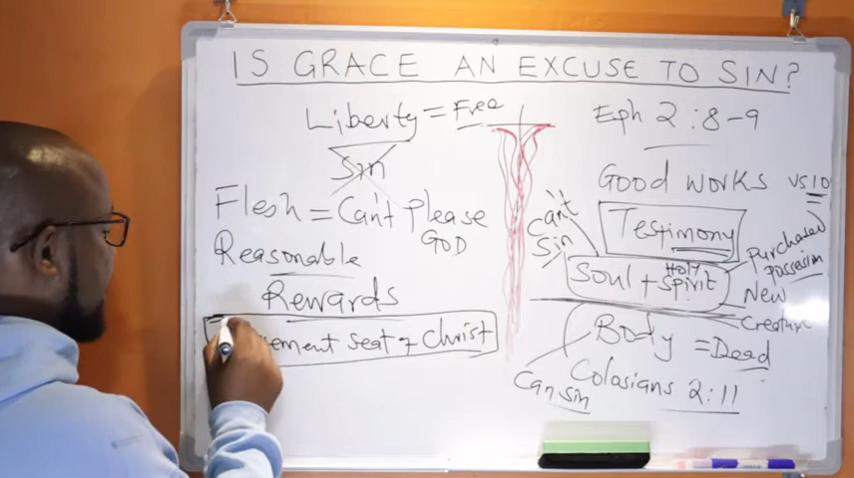 IS GRACE AN EXCUSE TO SIN?
Liberty = Free
Sin
Flesh = Can't Please
GOD
Reasonable
Rewards
ement Seat of Christ
Eph 2:8-9
Good works vs10
Testimony
Can't
Sin
Soul + Holy Spirit
Purchased
possession
New
Creature
Body = Dead
Can sin
Colasians 2:11